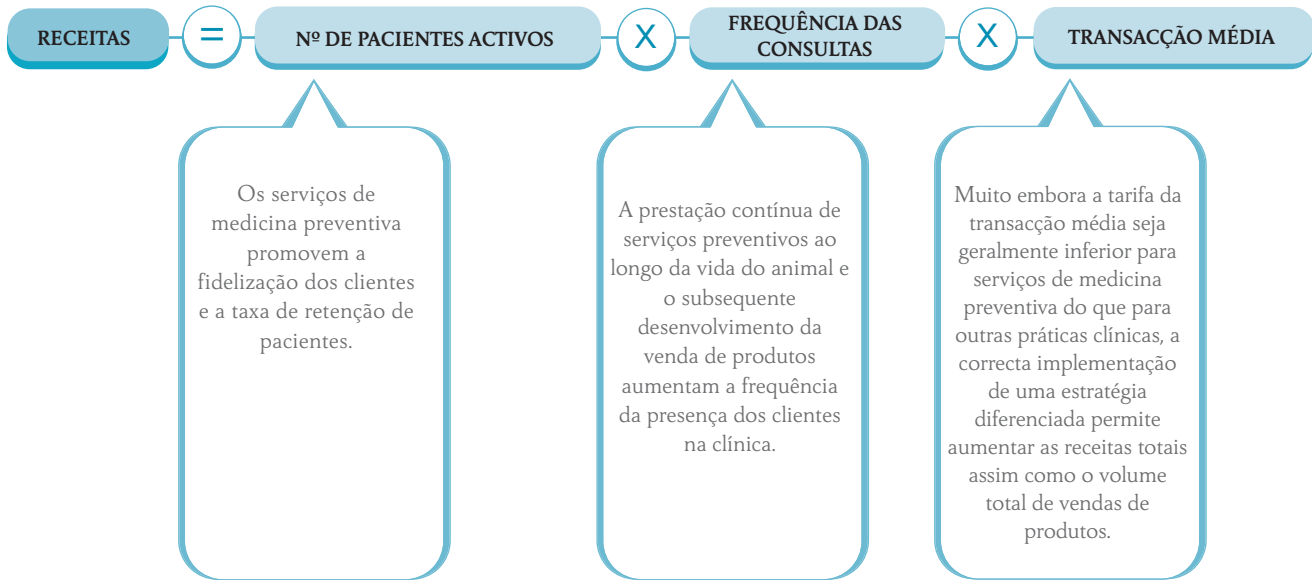 RECEITAS
=
Nº DE PACIENTES ACTIVOS
X
FREQUÊNCIA DAS
CONSULTAS
X
TRANSACÇÃO MÉDIA
Os serviços de
medicina preventiva
promovem a
fidelização dos clientes
e a taxa de retenção de
pacientes.
A prestação contínua de
serviços preventivos ao
longo da vida do animal e
o subsequente
desenvolvimento da
venda de produtos
aumentam a frequência
da presença dos clientes
na clínica.
Muito embora a tarifa da
transacção média seja
geralmente inferior para
serviços de medicina
preventiva do que para
outras práticas clínicas, a
correcta implementação
de uma estratégia
diferenciada permite
aumentar as receitas totais
assim como o volume
total de vendas de
produtos.